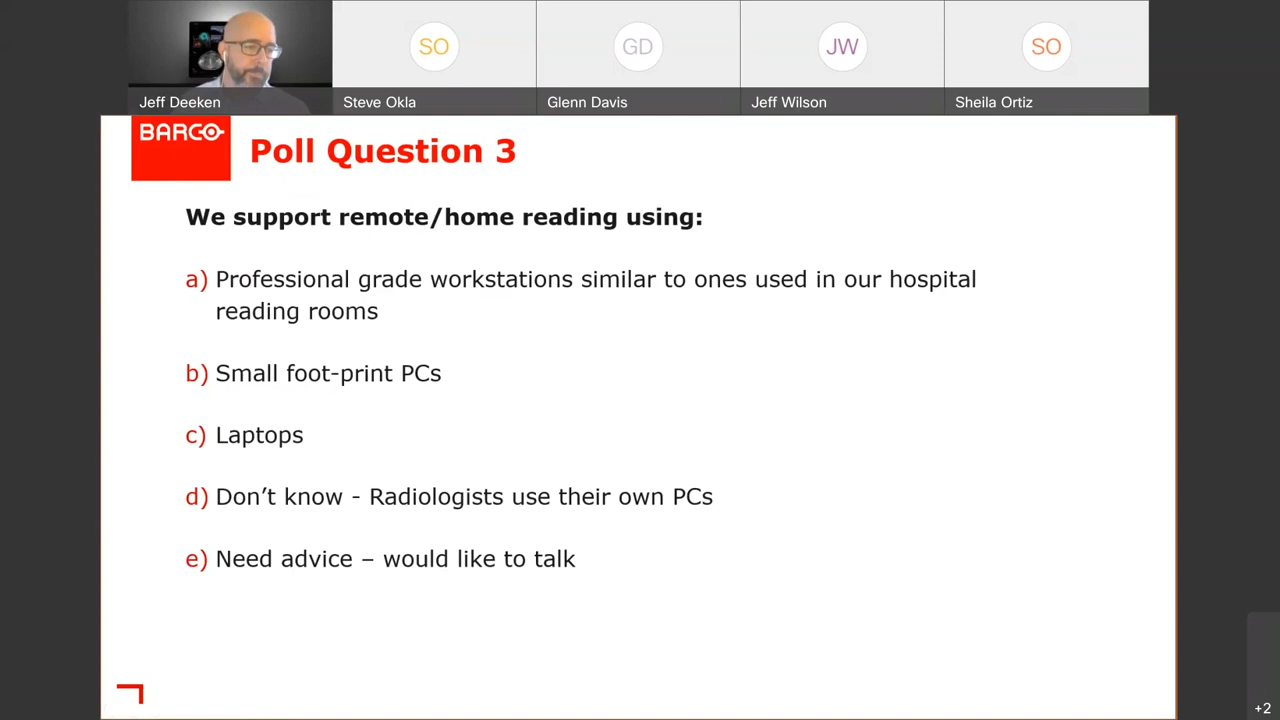 SO
GD
JW
SO
Jeff Deeken
Steve Okla
Glenn Davis
Jeff Wilson
Sheila Ortiz
BARCO
Poll Question 3
We support remote/home reading using:
a) Professional grade workstations similar to ones used in our hospital
reading rooms
b) Small foot-print PCs
c) Laptops
d) Don’t know - Radiologists use their own PCs
e) Need advice – would like to talk
+2